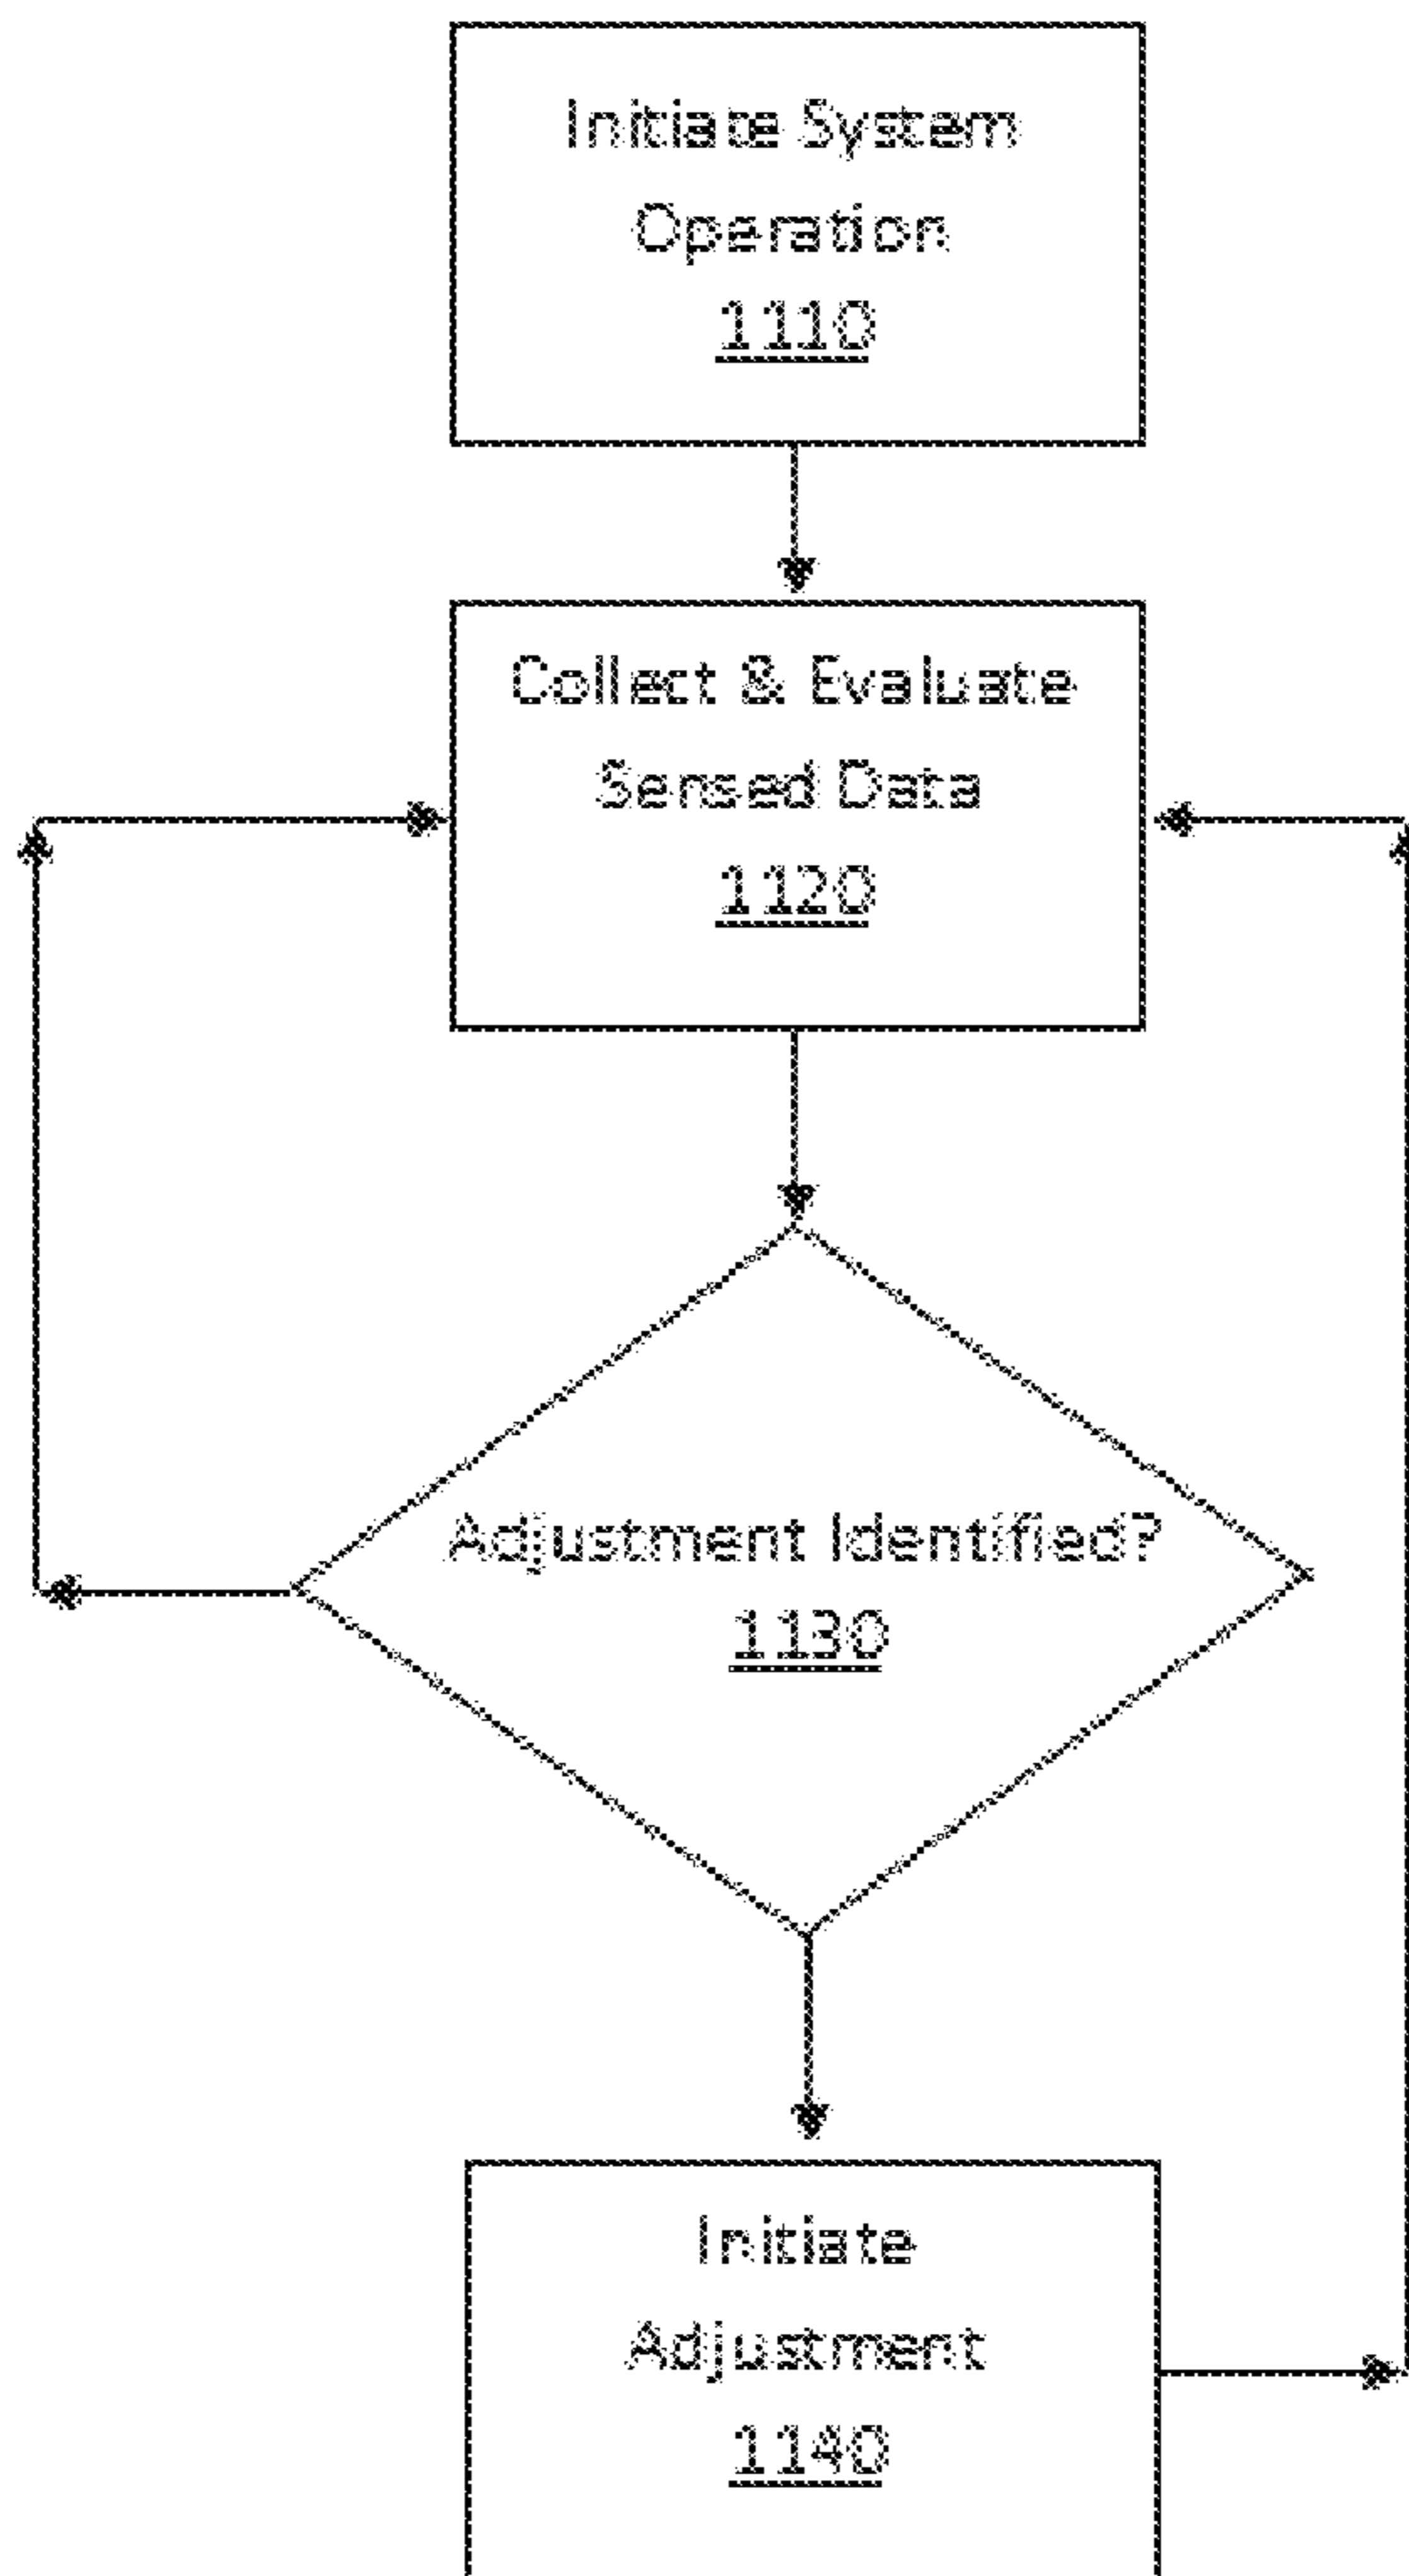 Initiate System
Operation
1110
Collect & Evaluate
Sensed Data
1120
Adjustment Identified?
1130
Initiate
Adjustment
1140